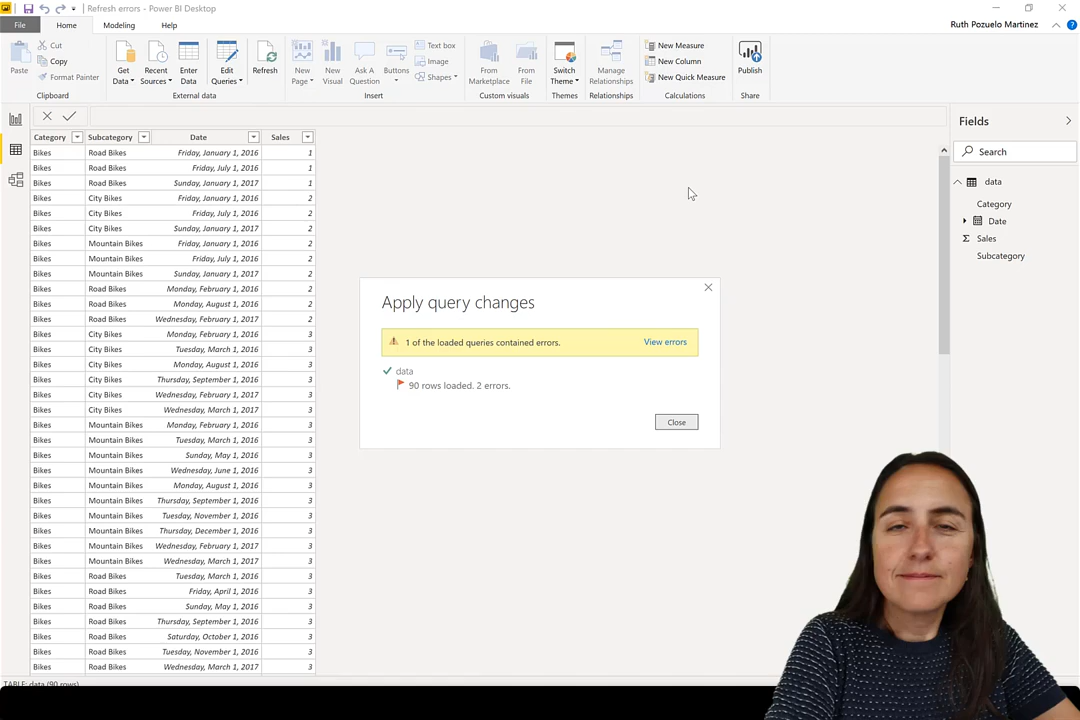 Refresh errors - Power BI Desktop
File
Home
Modeling
Help
Ruth Pozuelo Martinez
Paste
Cut
Copy
Format Painter
Clipboard
Get Data
Recent Sources
Enter Data
Edit Queries
Refresh
External data
New Page
New Visual
Ask A Question
Buttons
Text box
Image
Shapes
Insert
From Marketplace
From File
Custom visuals
Switch Theme
Themes
Manage Relationships
Relationships
New Measure
New Column
New Quick Measure
Calculations
Publish
Share
Category Subcategory Date Sales
Bikes Road Bikes Friday, January 1, 2016 1
Bikes Road Bikes Friday, July 1, 2016 1
Bikes Road Bikes Sunday, January 1, 2017 1
Bikes City Bikes Friday, January 1, 2016 2
Bikes City Bikes Friday, July 1, 2016 2
Bikes City Bikes Sunday, January 1, 2017 2
Bikes Mountain Bikes Friday, January 1, 2016 2
Bikes Mountain Bikes Friday, July 1, 2016 2
Bikes Mountain Bikes Sunday, January 1, 2017 2
Bikes Road Bikes Monday, February 1, 2016 2
Bikes Road Bikes Monday, August 1, 2016 2
Bikes Road Bikes Wednesday, February 1, 2017 2
Bikes City Bikes Monday, February 1, 2016 3
Bikes City Bikes Tuesday, March 1, 2016 3
Bikes City Bikes Monday, August 1, 2016 3
Bikes City Bikes Thursday, September 1, 2016 3
Bikes City Bikes Wednesday, February 1, 2017 3
Bikes City Bikes Wednesday, March 1, 2017 3
Bikes Mountain Bikes Monday, February 1, 2016 3
Bikes Mountain Bikes Tuesday, March 1, 2016 3
Bikes Mountain Bikes Sunday, May 1, 2016 3
Bikes Mountain Bikes Wednesday, June 1, 2016 3
Bikes Mountain Bikes Monday, August 1, 2016 3
Bikes Mountain Bikes Thursday, September 1, 2016 3
Bikes Mountain Bikes Tuesday, November 1, 2016 3
Bikes Mountain Bikes Thursday, December 1, 2016 3
Bikes Mountain Bikes Wednesday, February 1, 2017 3
Bikes Mountain Bikes Wednesday, March 1, 2017 3
Bikes Road Bikes Tuesday, March 1, 2016 3
Bikes Road Bikes Friday, April 1, 2016 3
Bikes Road Bikes Sunday, May 1, 2016 3
Bikes Road Bikes Thursday, September 1, 2016 3
Bikes Road Bikes Saturday, October 1, 2016 3
Bikes Road Bikes Tuesday, November 1, 2016 3
Bikes Road Bikes Wednesday, March 1, 2017 3
TABLE: data (90 rows)
Apply query changes
1 of the loaded queries contained errors.
View errors
data
90 rows loaded. 2 errors.
Close
Fields
Search
data
Category
Date
Σ Sales
Subcategory